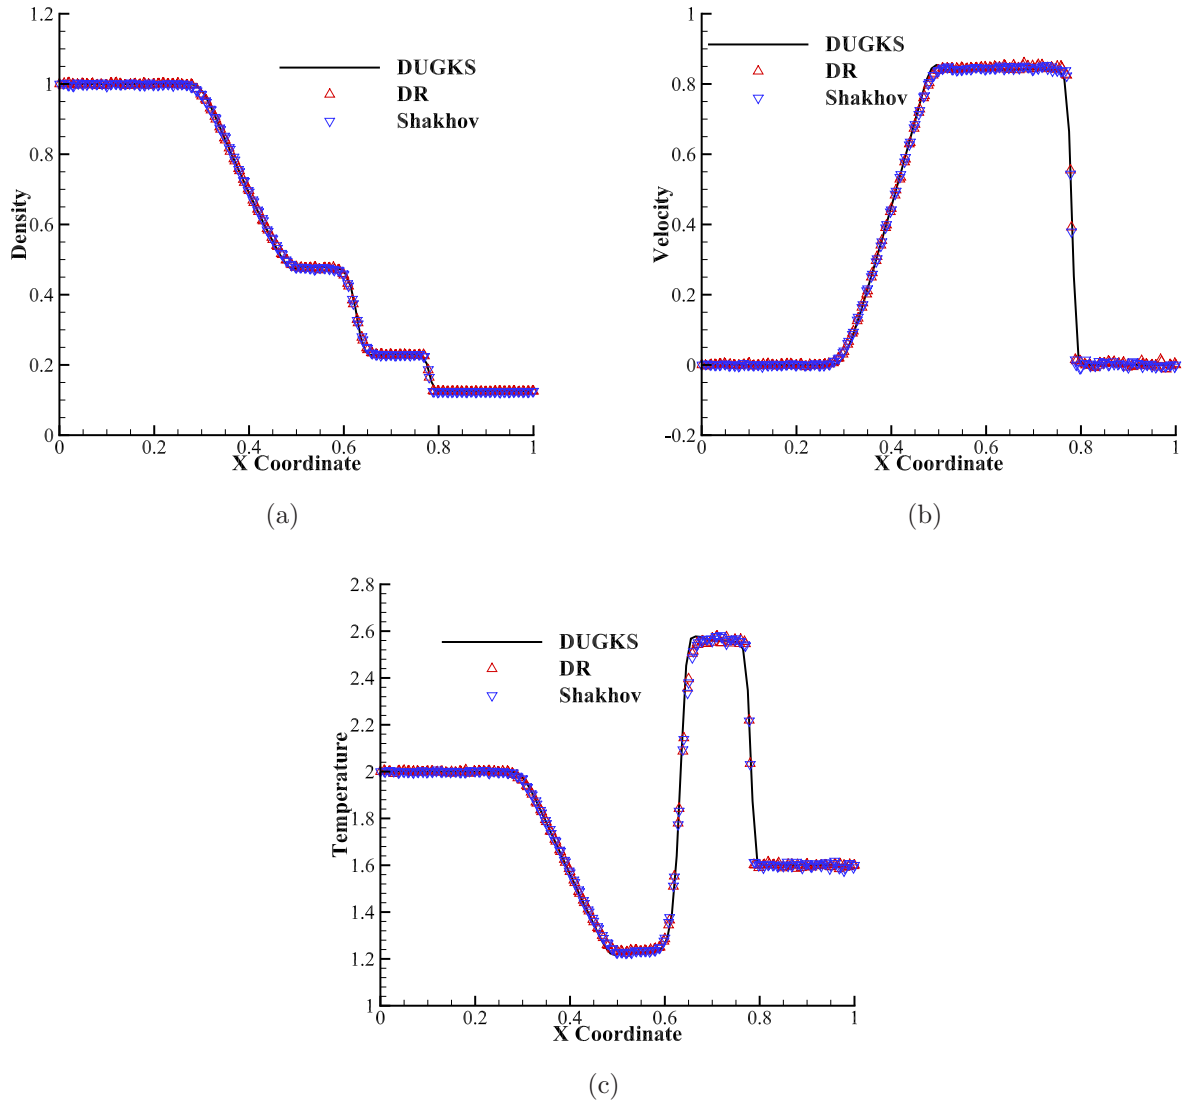 1.2
1
0.8
0.6
0.4
0.2
0
Density
DUGKS
DR
Shakhov
0 0.2 0.4 0.6 0.8 1
X Coordinate
(a)
1
0.8
0.6
0.4
0.2
0
-0.2
Velocity
DUGKS
DR
Shakhov
0 0.2 0.4 0.6 0.8 1
X Coordinate
(b)
2.8
2.6
2.4
2.2
2
1.8
1.6
1.4
1.2
1
Temperature
DUGKS
DR
Shakhov
0 0.2 0.4 0.6 0.8 1
X Coordinate
(c)